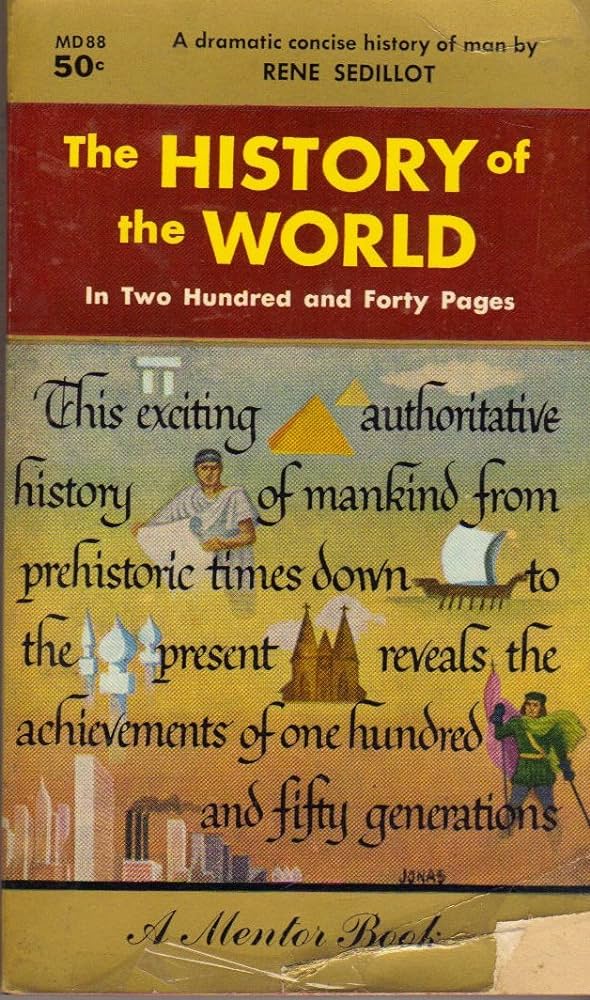 MD88
50c
A dramatic concise history of man by
RENE SEDILLOT
The HISTORY of
the WORLD
In Two Hundred and Forty Pages
This exciting authoritative
history of mankind from
prehistoric times down to
the present reveals the
achievements of one hundred
and fifty generations
JONAS
A Mentor Book